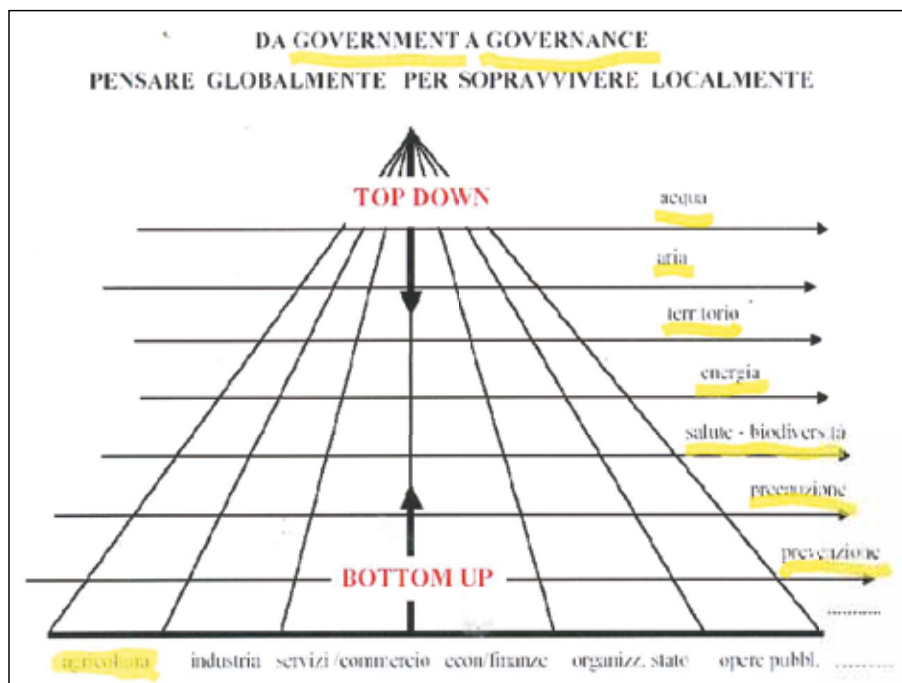 DA GOVERNMENT A GOVERNANCE
PENSARE GLOBALMENTE PER SOPRAVVIVERE LOCALMENTE
TOP DOWN
acqua
aria
territorio
energia
salute - biodiversità
precauzione
prevenzione
BOTTOM UP
............
agricoltura industria servizi /commercio econ/finanze organizz. stato opere pubbl. ............